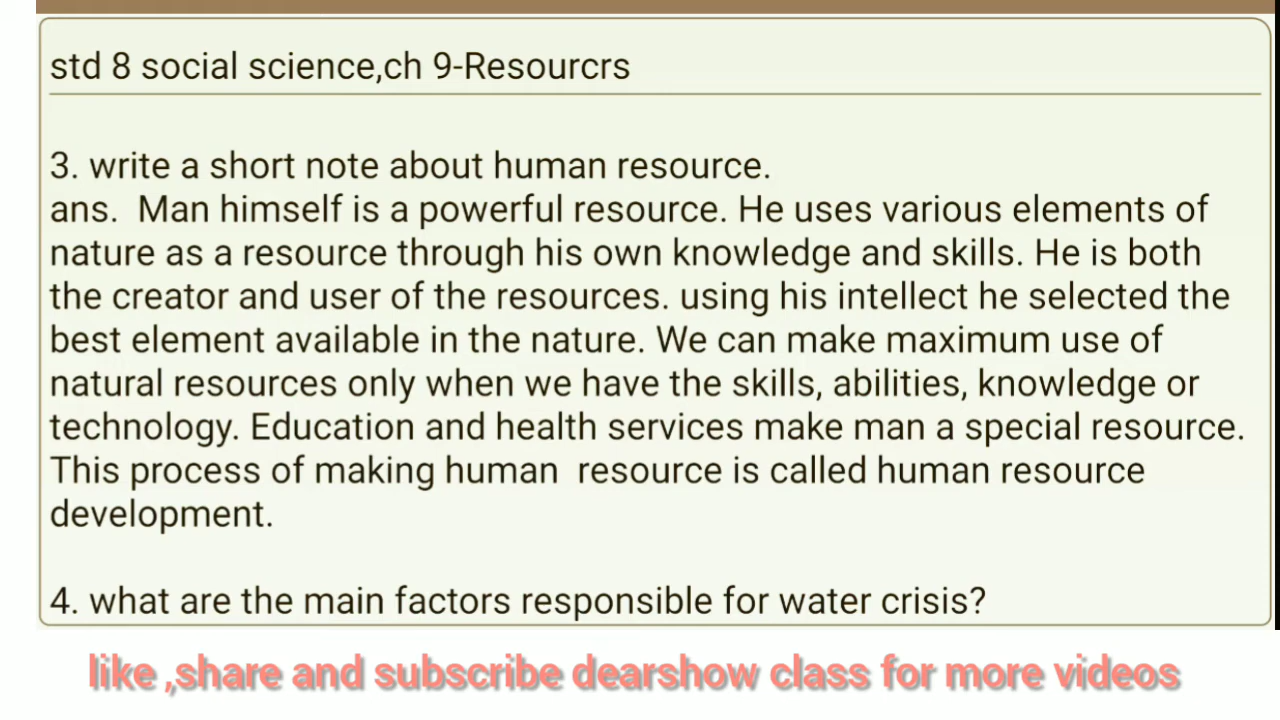 std 8 social science,ch 9-Resourcrs
3. write a short note about human resource.
ans.  Man himself is a powerful resource. He uses various elements of
nature as a resource through his own knowledge and skills. He is both
the creator and user of the resources. using his intellect he selected the
best element available in the nature. We can make maximum use of
natural resources only when we have the skills, abilities, knowledge or
technology. Education and health services make man a special resource.
This process of making human  resource is called human resource
development.
4. what are the main factors responsible for water crisis?
like ,share and subscribe dearshow class for more videos